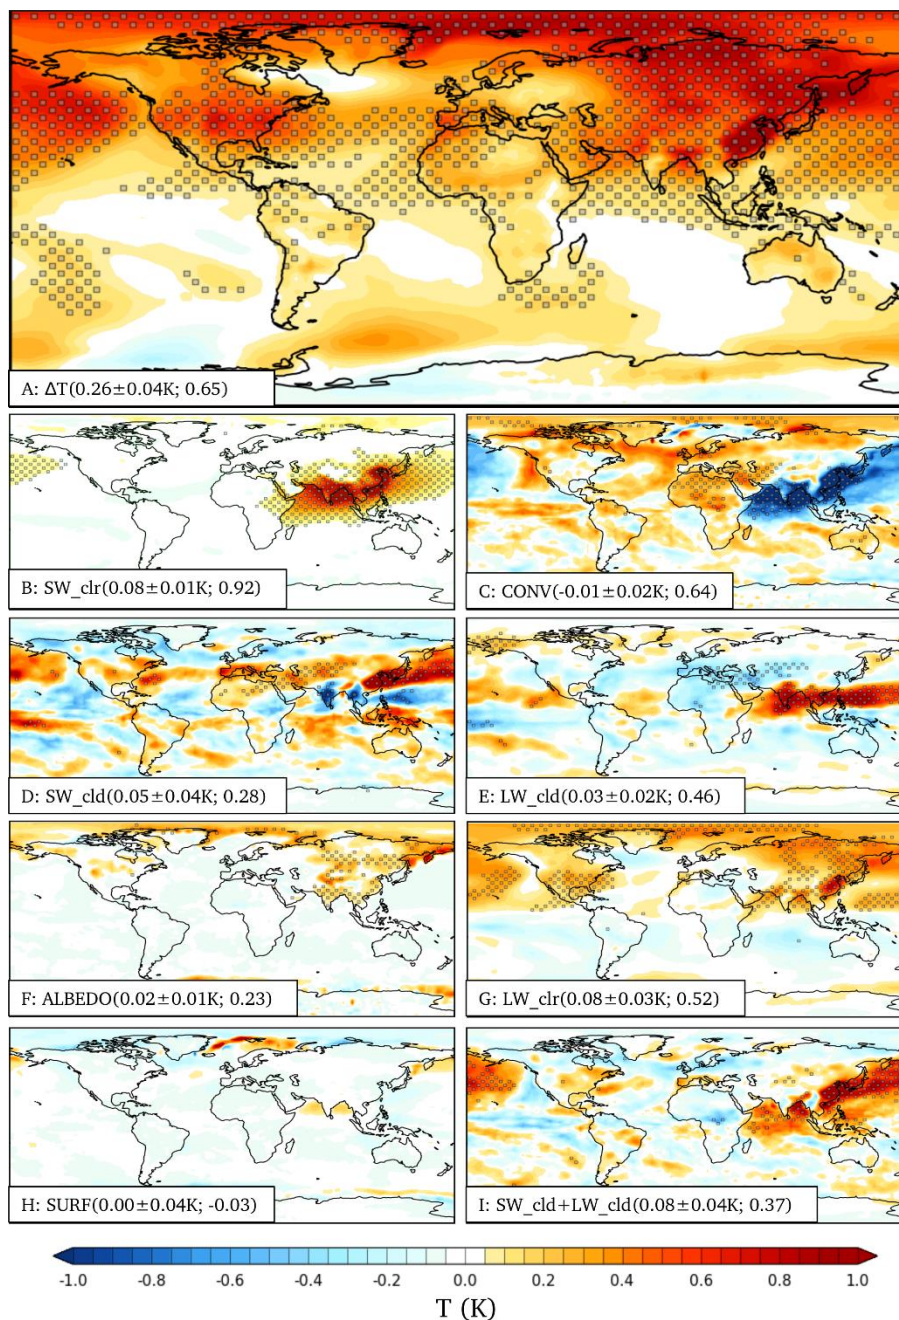 A: ΔT(0.26±0.04K; 0.65)
B: SW_clr(0.08±0.01K; 0.92)
C: CONV(-0.01±0.02K; 0.64)
D: SW_cld(0.05±0.04K; 0.28)
E: LW_cld(0.03±0.02K; 0.46)
F: ALBEDO(0.02±0.01K; 0.23)
G: LW_clr(0.08±0.03K; 0.52)
H: SURF(0.00±0.04K; -0.03)
I: SW_cld+LW_cld(0.08±0.04K; 0.37)
-1.0 -0.8 -0.6 -0.4 -0.2 0.0 0.2 0.4 0.6 0.8 1.0
T (K)